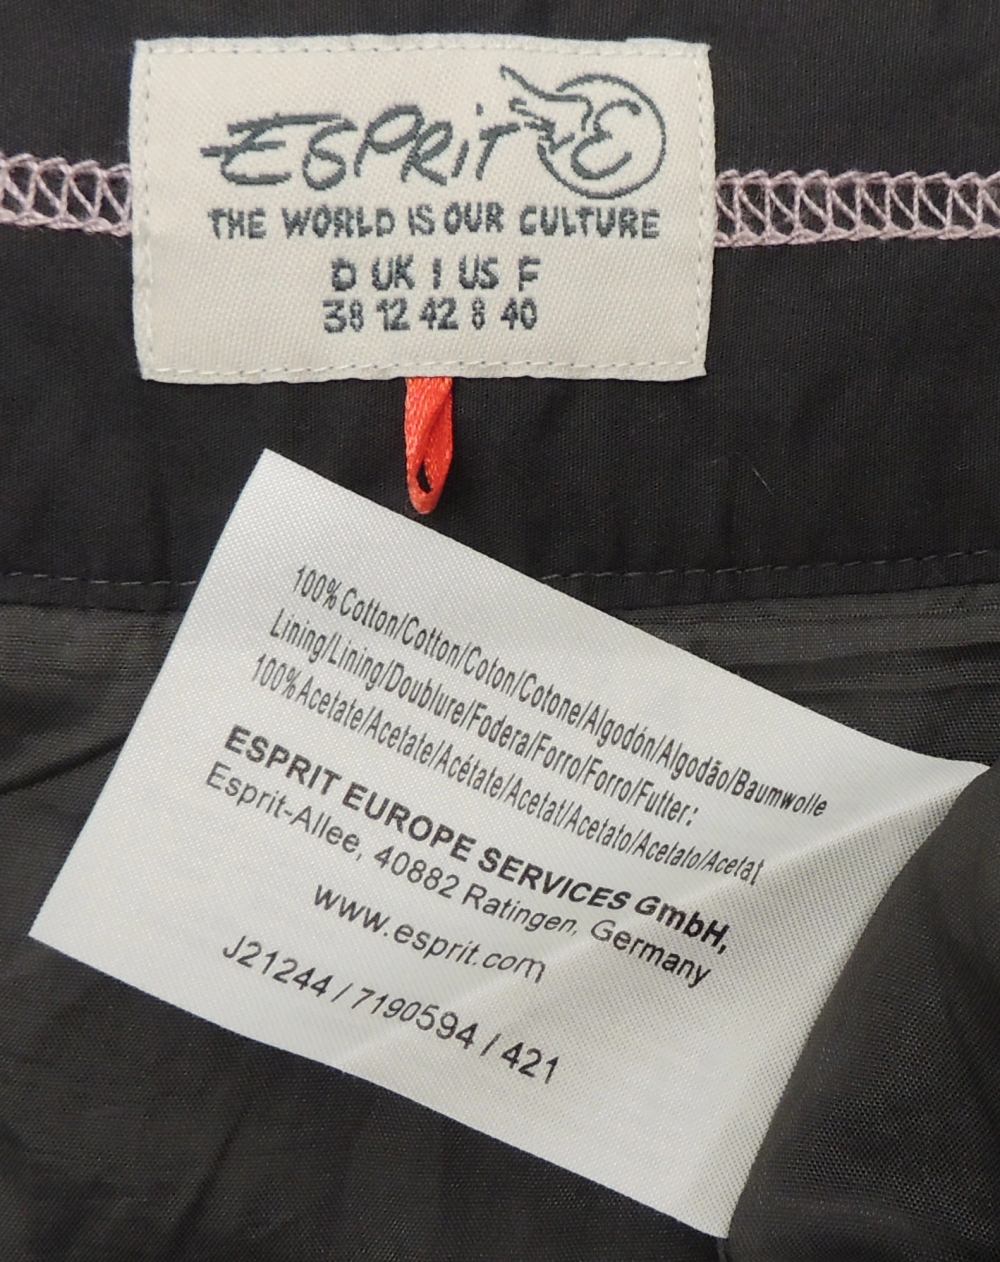 ESPRIT E
THE WORLD IS OUR CULTURE
D UK I US F
38 12 42 8 40
100% Cotton/Cotton/Coton/Cotone/Algodón/Algodão/Baumwolle
Lining/Lining/Doublure/Fodera/Forro/Forro/Futter:
100% Acetate/Acetate/Acétate/Acetat/Acetato/Acetato/Acetat
ESPRIT EUROPE SERVICES GmbH,
Esprit-Allee, 40882 Ratingen, Germany
www.esprit.com
J21244 / 7190594 / 421